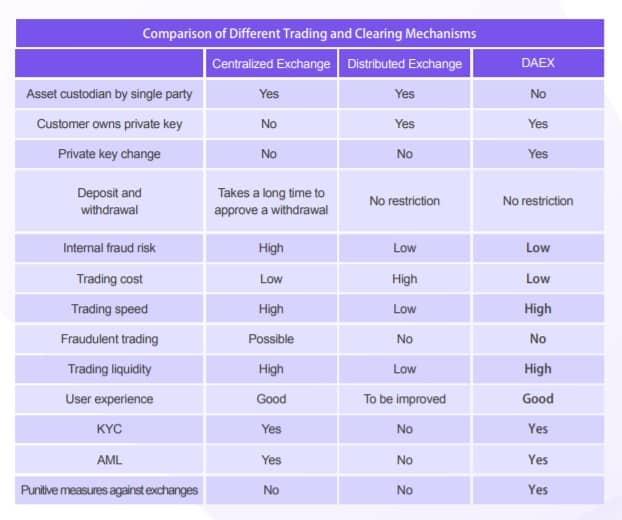 Comparison of Different Trading and Clearing Mechanisms
Centralized Exchange Distributed Exchange DAEX
Asset custodian by single party Yes Yes No
Customer owns private key No Yes Yes
Private key change No No Yes
Deposit and withdrawal Takes a long time to approve a withdrawal No restriction No restriction
Internal fraud risk High Low Low
Trading cost Low High Low
Trading speed High Low High
Fraudulent trading Possible No No
Trading liquidity High Low High
User experience Good To be improved Good
KYC Yes No Yes
AML Yes No Yes
Punitive measures against exchanges No No Yes